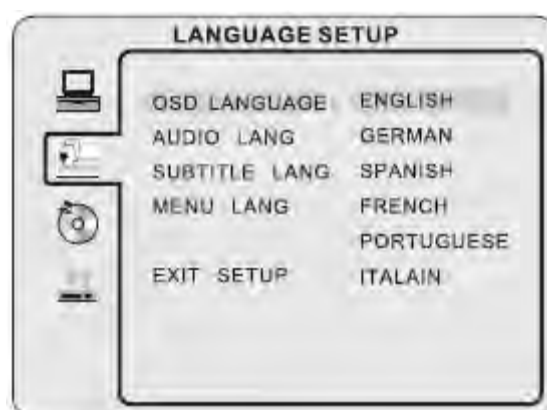 LANGUAGE SETUP
OSD LANGUAGE ENGLISH
AUDIO LANG GERMAN
SUBTITLE LANG SPANISH
MENU LANG FRENCH
PORTUGUESE
EXIT SETUP ITALAIN